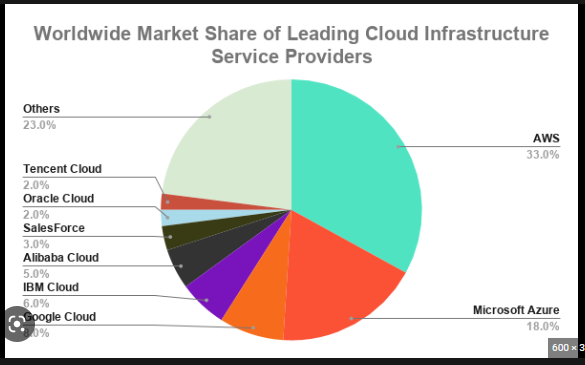 Worldwide Market Share of Leading Cloud Infrastructure
Service Providers
Others
23.0%
AWS
33.0%
Tencent Cloud
2.0%
Oracle Cloud
2.0%
SalesForce
3.0%
Alibaba Cloud
5.0%
IBM Cloud
6.0%
Google Cloud
Microsoft Azure
18.0%
600 × 3